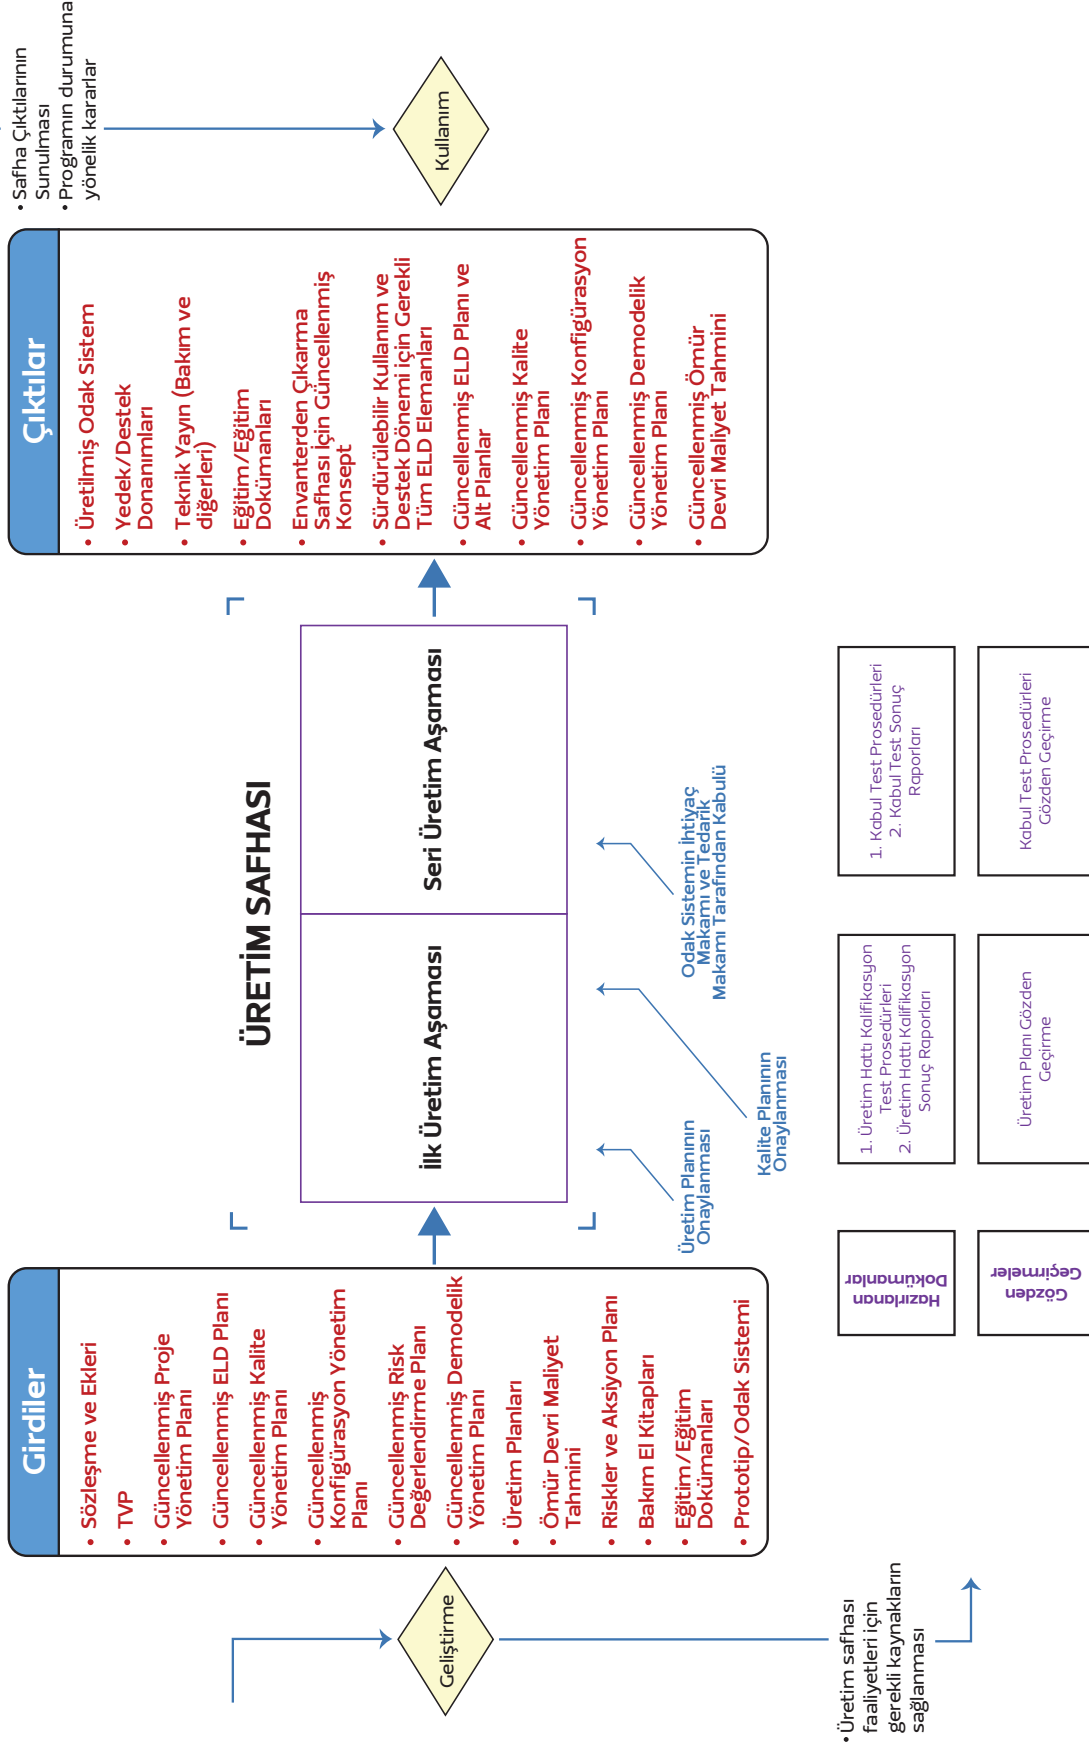 ÜRETİM SAFHASI
Girdiler
• Sözleşme ve Ekleri
• TVP
• Güncellenmiş Proje
Yönetim Planı
• Güncellenmiş ELD Planı
• Güncellenmiş Kalite
Yönetim Planı
• Güncellenmiş
Konfigürasyon Yönetim
Planı
• Güncellenmiş Risk
Değerlendirme Planı
• Güncellenmiş Demodelik
Yönetim Planı
• Üretim Planları
• Ömür Devri Maliyet
Tahmini
• Riskler ve Aksiyon Planı
• Bakım El Kitapları
• Eğitim/Eğitim
Dokümanları
• Prototip/Odak Sistemi
Geliştirme
• Üretim safhası
faaliyetleri için
gerekli kaynakların
sağlanması
İlk Üretim Aşaması
Seri Üretim Aşaması
Üretim Planının
Onaylanması
Kalite Planının
Onaylanması
Odak Sistemin İhtiyaç
Makamı ve Tedarik
Makamı Tarafından Kabulü
Çıktılar
• Üretilmiş Odak Sistem
• Yedek/Destek
Donanımları
• Teknik Yayın (Bakım ve
diğerleri)
• Eğitim/Eğitim
Dokümanları
• Envanterden Çıkarma
Safhası İçin Güncellenmiş
Konsept
• Sürdürülebilir Kullanım ve
Destek Dönemi için Gerekli
Tüm ELD Elemanları
• Güncellenmiş ELD Planı ve
Alt Planlar
• Güncellenmiş Kalite
Yönetim Planı
• Güncellenmiş Konfigürasyon
Yönetim Planı
• Güncellenmiş Demodelik
Yönetim Planı
• Güncellenmiş Ömür
Devri Maliyet Tahmini
• Safha Çıktılarının
Sunulması
• Programın durumuna
yönelik kararlar
Kullanım
Hazırlanan
Dokümanlar
1. Üretim Hattı Kalifikasyon
Test Prosedürleri
2. Üretim Hattı Kalifikasyon
Sonuç Raporları
1. Kabul Test Prosedürleri
2. Kabul Test Sonuç
Raporları
Gözden
Geçirmeler
Üretim Planı Gözden
Geçirme
Kabul Test Prosedürleri
Gözden Geçirme